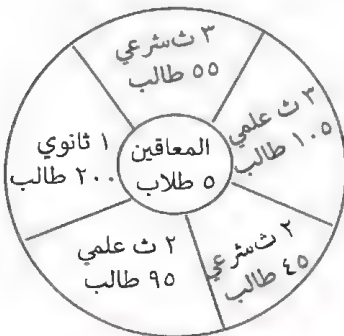 ٣ ث شرعي
٥٥ طالب
٣ ث علمي
١٠٥ طالب
١ ثانوي
٢٠٠ طالب
المعاقين
٥ طلاب
٢ ث علمي
٩٥ طالب
٢ ث شرعي
٤٥ طالب